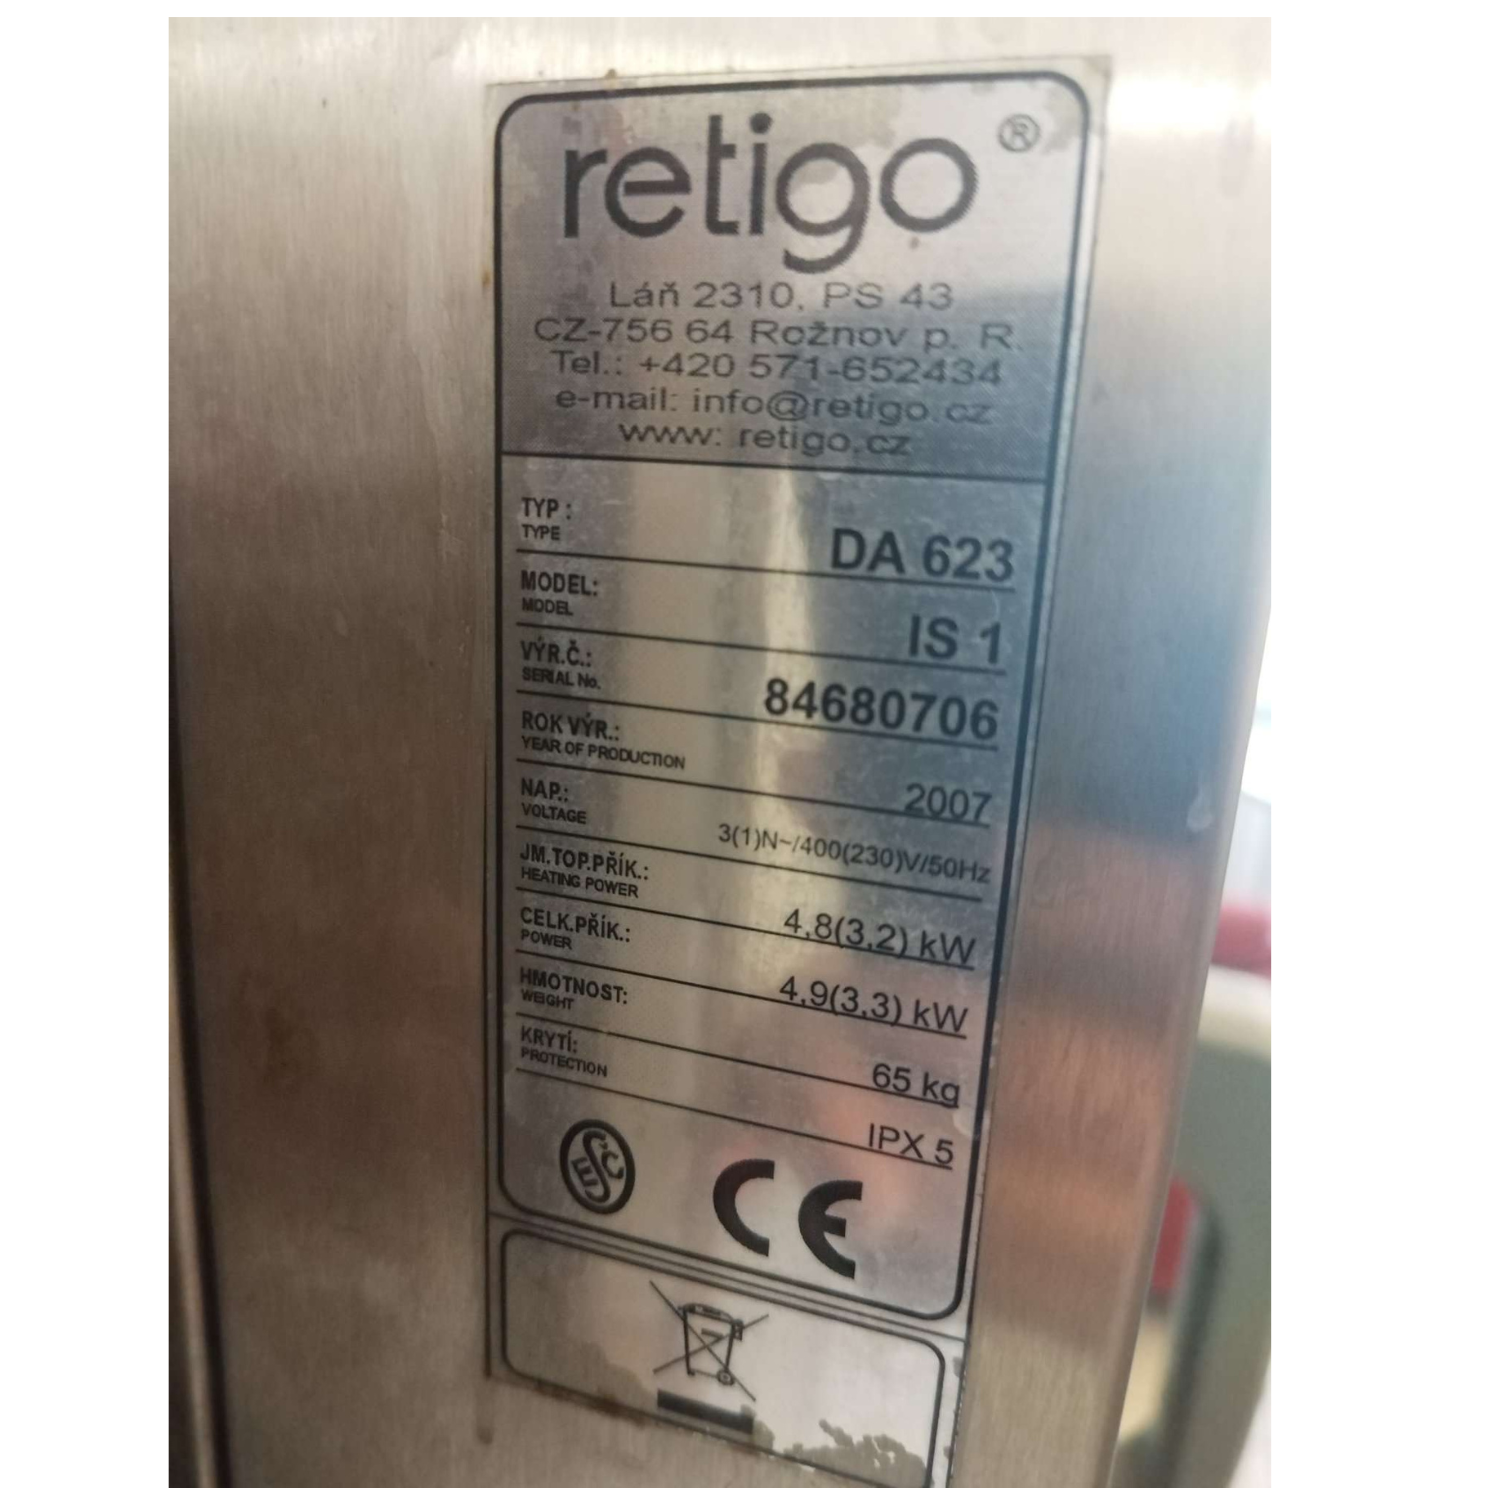 retigo ®
Láň 2310, PS 43
CZ-756 64 Rožnov p. R.
Tel.: +420 571-652434
e-mail: info@retigo.cz
www: retigo.cz
TYP : DA 623
TYPE
MODEL: IS 1
MODEL
VÝR.Č.: 84680706
SERIAL No.
ROK VÝR.: 2007
YEAR OF PRODUCTION
NAP.: 3(1)N~/400(230)V/50Hz
VOLTAGE
JM.TOP.PŘÍK.: 4,8(3,2) kW
HEATING POWER
CELK.PŘÍK.: 4,9(3,3) kW
POWER
HMOTNOST: 65 kg
WEIGHT
KRYTÍ: IPX 5
PROTECTION
CE